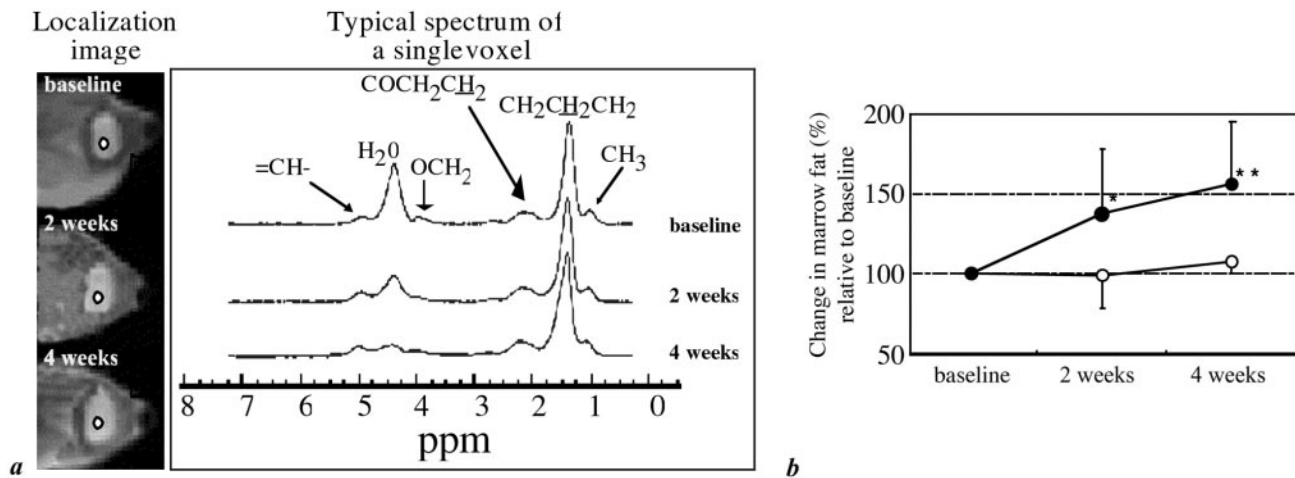 Localization
image
Typical spectrum of
a singlevoxel
baseline
2 weeks
4 weeks
COCH2CH2
CH2CH2CH2
=CH-
H20
OCH2
CH3
baseline
2 weeks
4 weeks
8 7 6 5 4 3 2 1 0
ppm
a
Change in marrow fat (%)
relative to baseline
200
150
100
50
*
* *
baseline 2 weeks 4 weeks
b